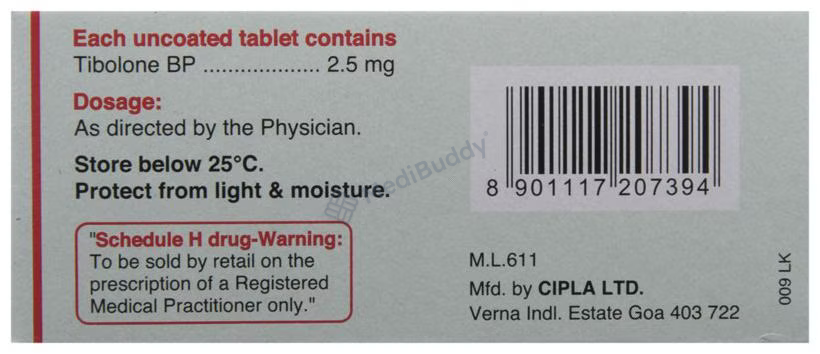 Each uncoated tablet contains
Tibolone BP ................... 2.5 mg
Dosage:
As directed by the Physician.
Store below 25°C.
Protect from light & moisture.
"Schedule H drug-Warning:
To be sold by retail on the
prescription of a Registered
Medical Practitioner only."
MediBuddy
8 901117 207394
M.L.611
Mfd. by CIPLA LTD.
Verna Indl. Estate Goa 403 722
009 LK